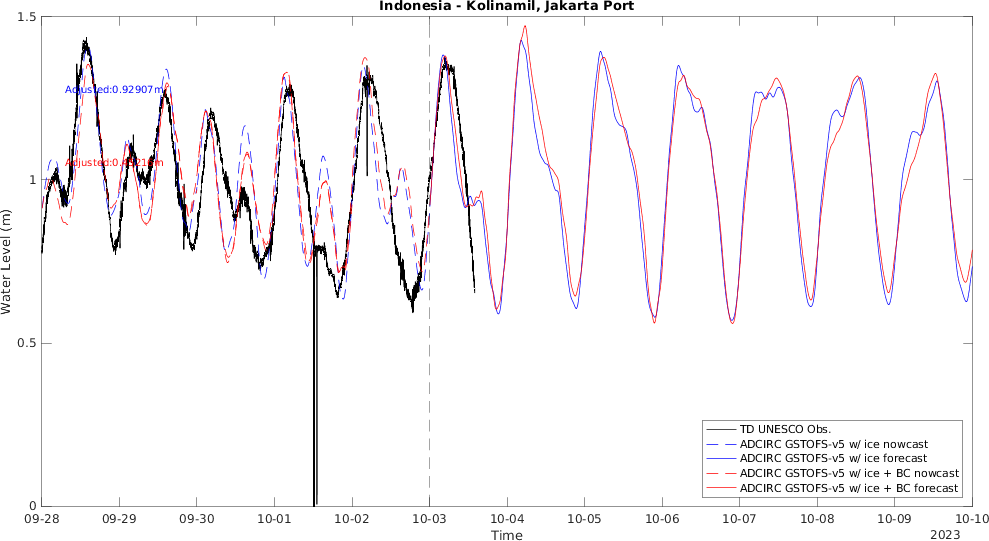 Indonesia - Kolinamil, Jakarta Port
1.5
1
0.5
0
Water Level (m)
Adjusted:0.92907m
09-28
09-29
09-30
10-01
10-02
10-03
10-04
10-05
10-06
10-07
10-08
10-09
10-10
Time
2023
TD UNESCO Obs.
ADCIRC GSTOFS-v5 w/ ice nowcast
ADCIRC GSTOFS-v5 w/ ice forecast
ADCIRC GSTOFS-v5 w/ ice + BC nowcast
ADCIRC GSTOFS-v5 w/ ice + BC forecast